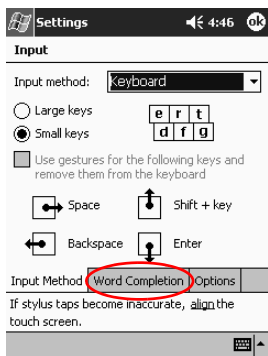 Settings 4:46 ok
Input
Input method: Keyboard
Large keys
e r t
Small keys
d f g
Use gestures for the following keys and
remove them from the keyboard
Space Shift + key
Backspace Enter
Input Method Word Completion Options
If stylus taps become inaccurate, align the
touch screen.